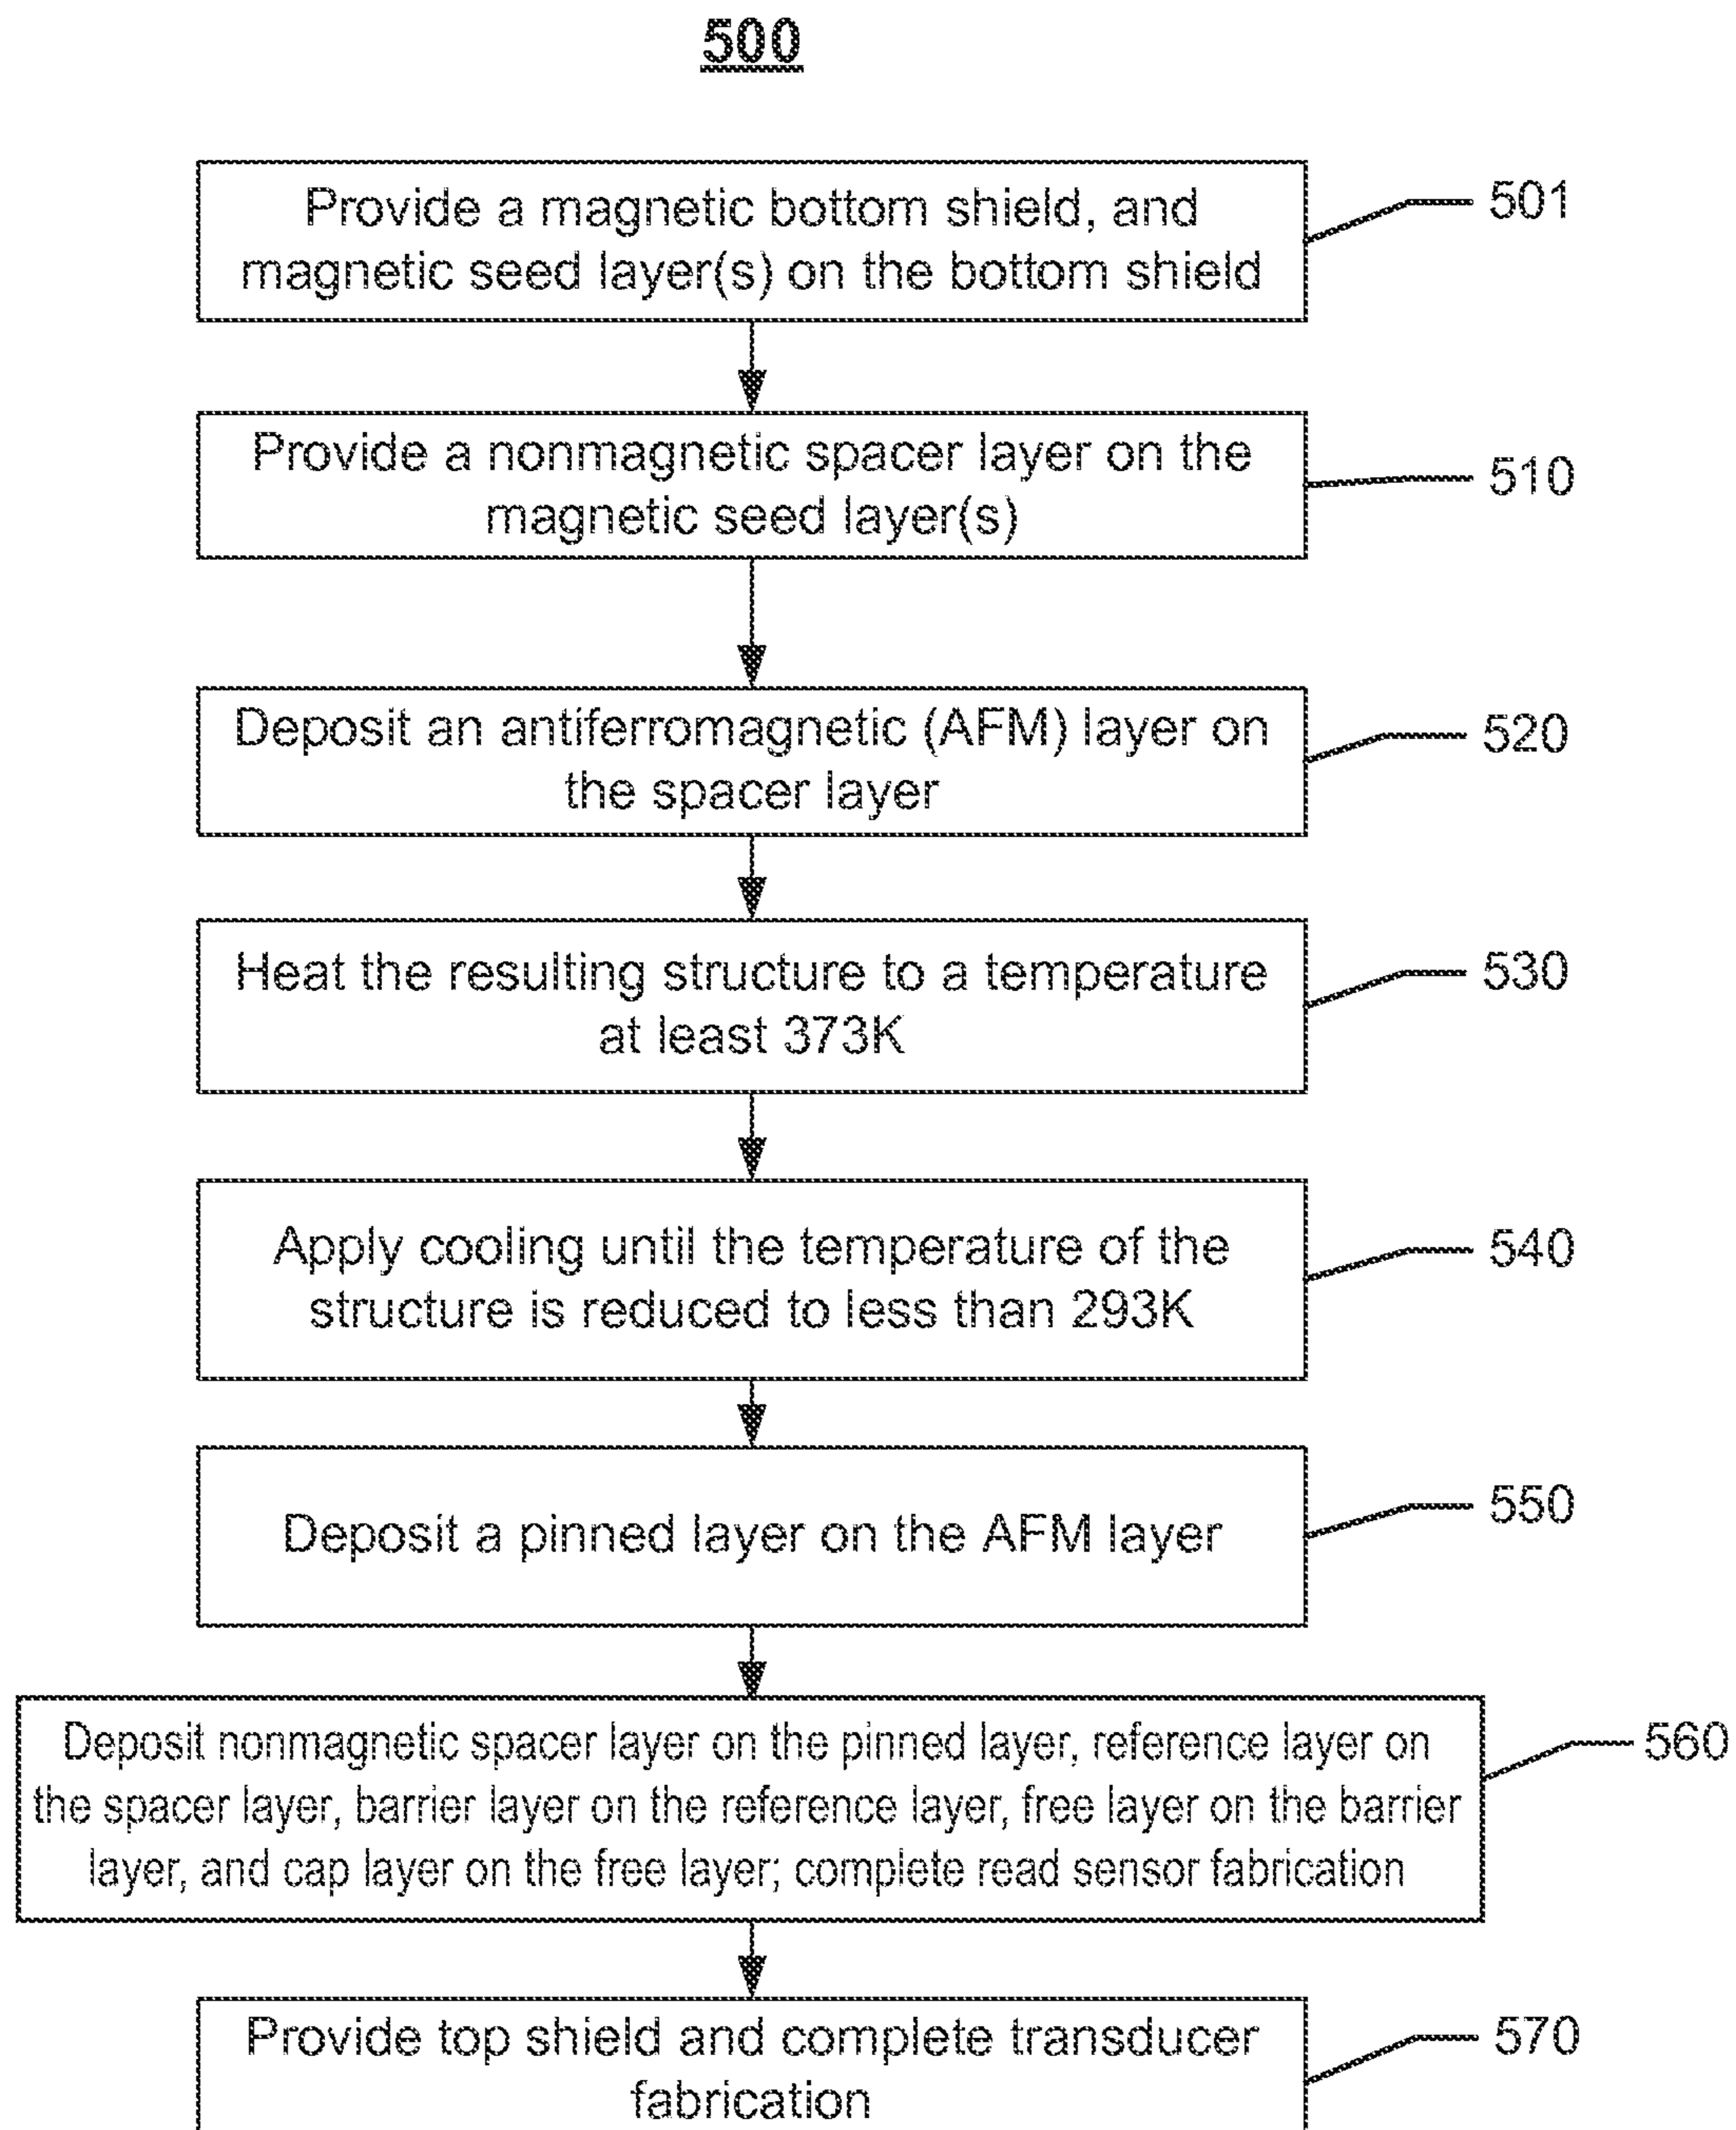 500
Provide a magnetic bottom shield, and
magnetic seed layer(s) on the bottom shield
501
Provide a nonmagnetic spacer layer on the
magnetic seed layer(s)
510
Deposit an antiferromagnetic (AFM) layer on
the spacer layer
520
Heat the resulting structure to a temperature
at least 373K
530
Apply cooling until the temperature of the
structure is reduced to less than 293K
540
Deposit a pinned layer on the AFM layer
550
Deposit nonmagnetic spacer layer on the pinned layer, reference layer on
the spacer layer, barrier layer on the reference layer, free layer on the barrier
layer, and cap layer on the free layer; complete read sensor fabrication
560
Provide top shield and complete transducer
fabrication
570